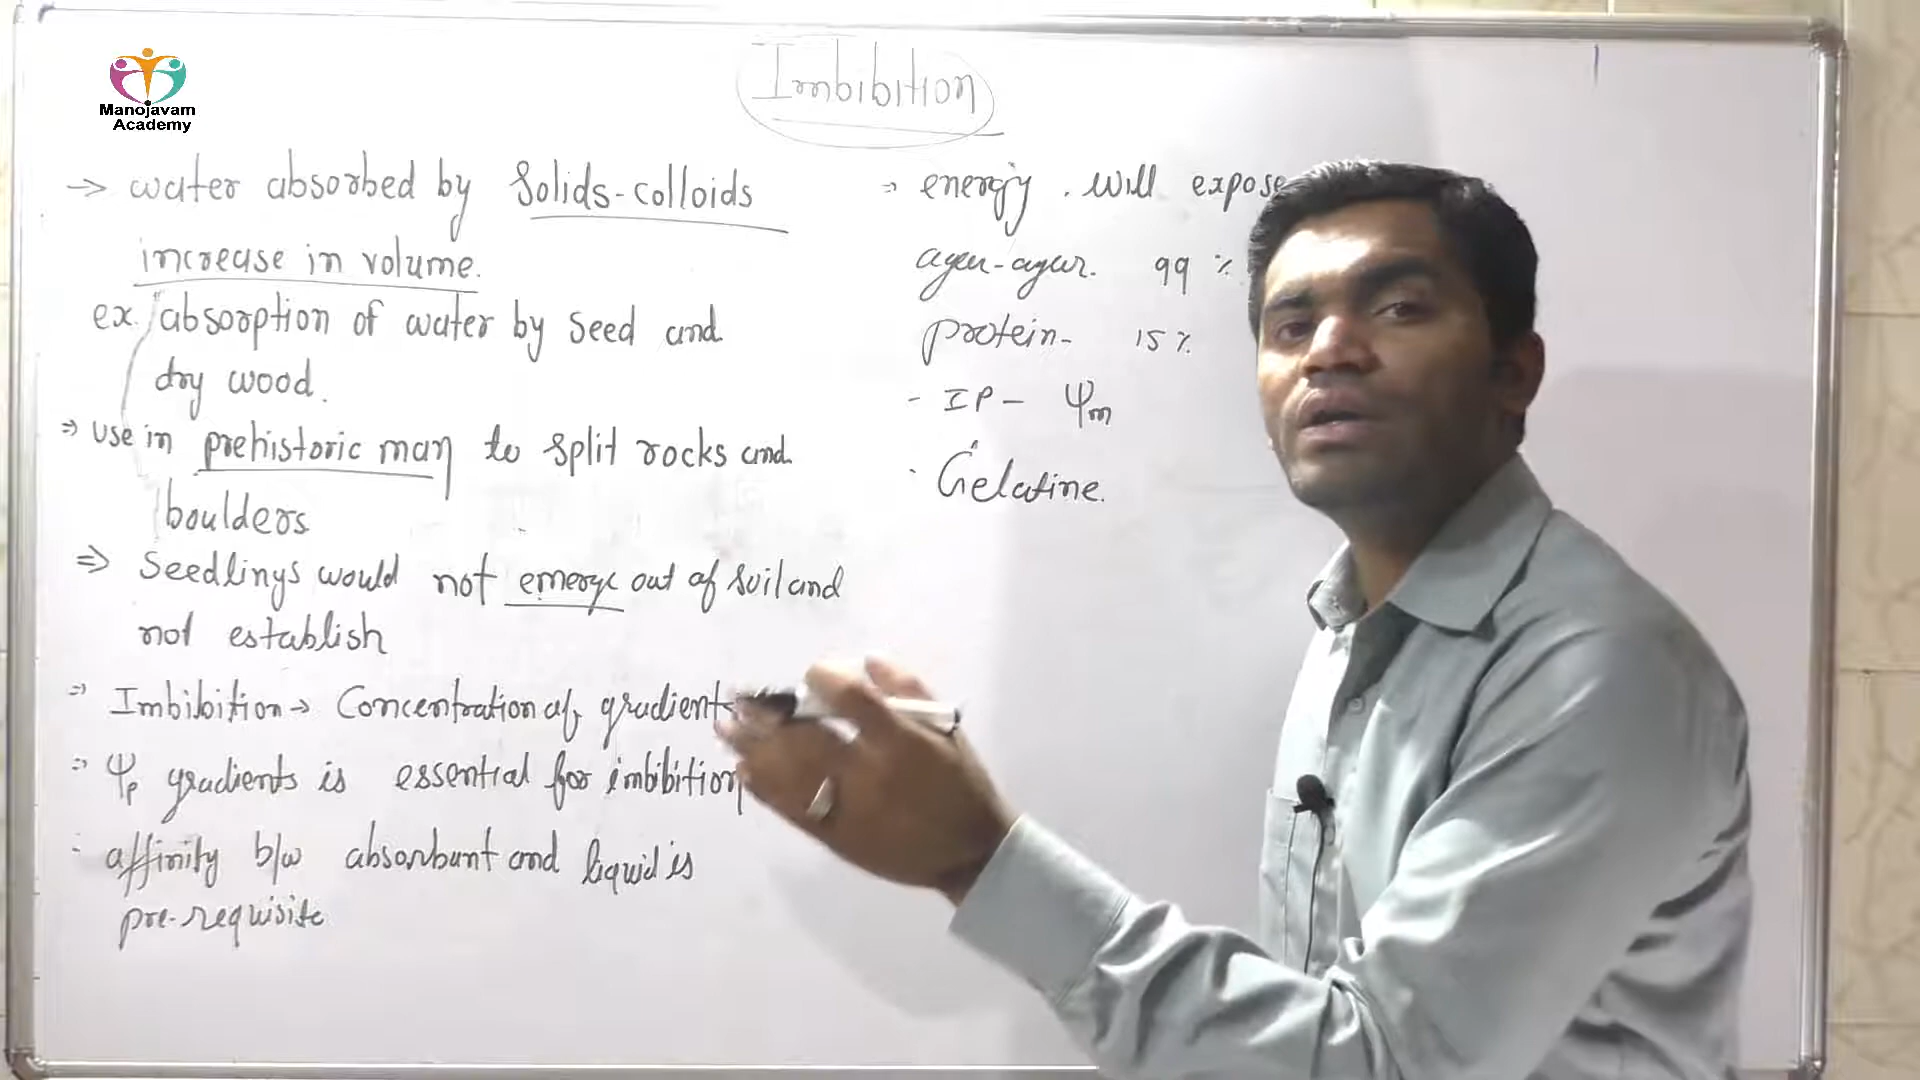 Manojavam
Academy
Imbibition
→ water absorbed by Solids-colloids
increase in volume.
ex. absorption of water by seed and
dry wood.
⇒ use in prehistoric man to split rocks and
boulders
⇒ Seedlings would not emerge out of soil and
not establish
⇒ Imbibition → Concentration of gradients
⇒ Ψp gradients is essential for imbibition
affinity b/w absorbant and liquid is
pre-requisite
⇒ energy. will expose
agar-agar. 99 %
protein- 15 %
- IP - Ψm
· Gelatine.